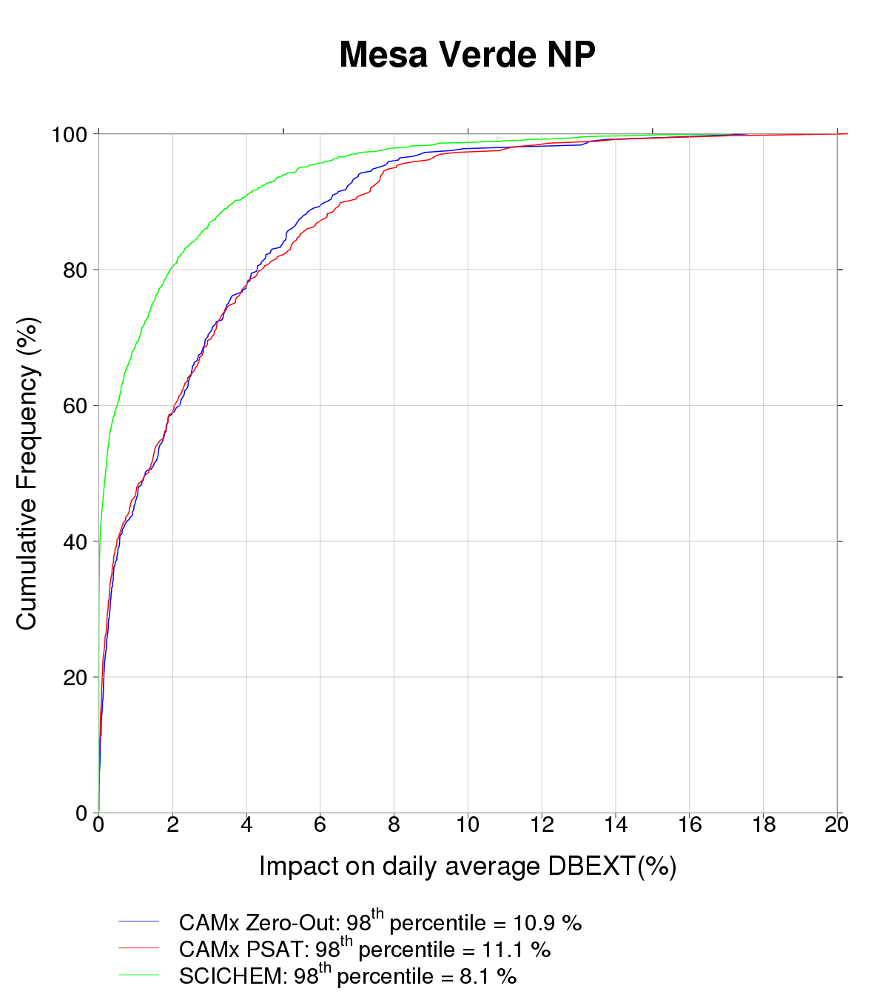 Mesa Verde NP
100
80
60
40
20
0
Cumulative Frequency (%)
0 2 4 6 8 10 12 14 16 18 20
Impact on daily average DBEXT(%)
CAMx Zero-Out: 98th percentile = 10.9 %
CAMx PSAT: 98th percentile = 11.1 %
SCICHEM: 98th percentile = 8.1 %